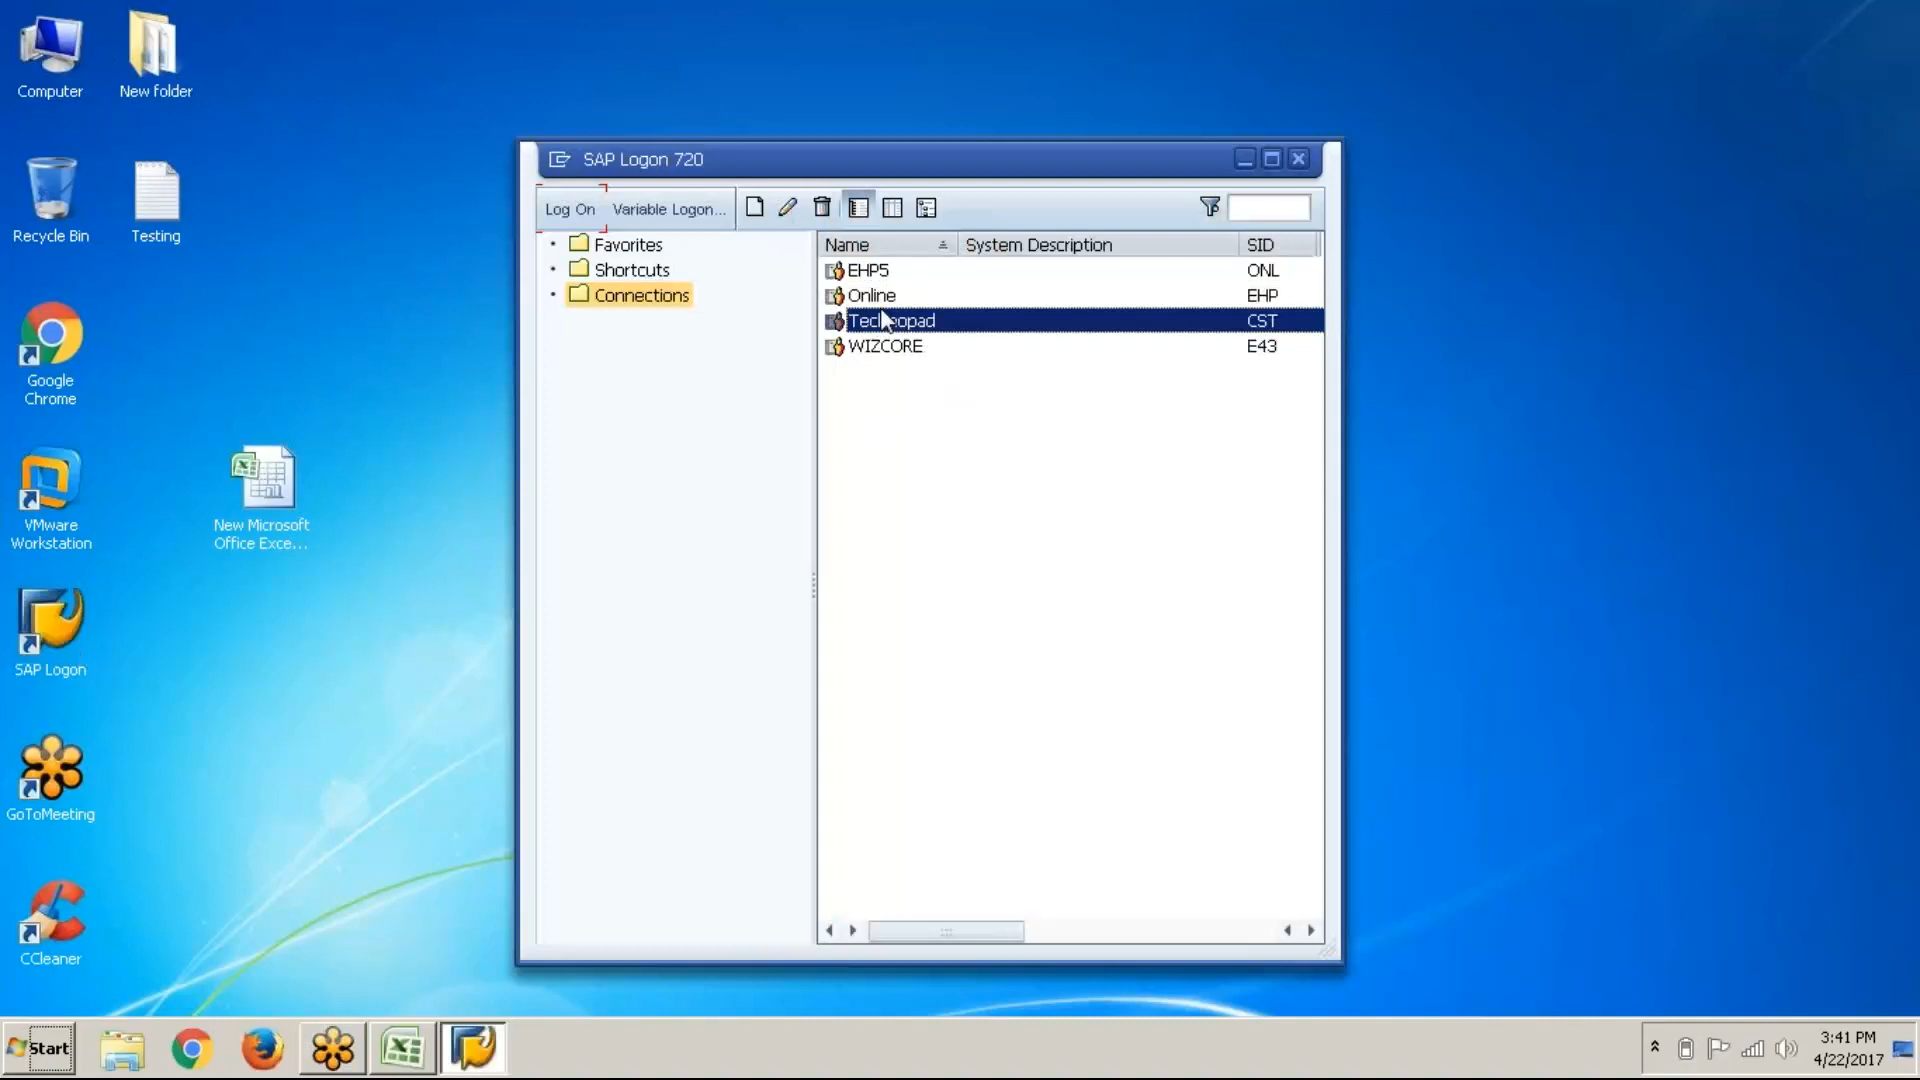 Computer
New folder
Recycle Bin
Testing
Google
Chrome
New Microsoft
Office Exce...
VMware
Workstation
SAP Logon
GoToMeeting
CCleaner
SAP Logon 720
Log On
Variable Logon...
Favorites
Shortcuts
Connections
Name
System Description
SID
EHP5
ONL
Online
EHP
CST
WIZCORE
E43
Start
3:41 PM
4/22/2017